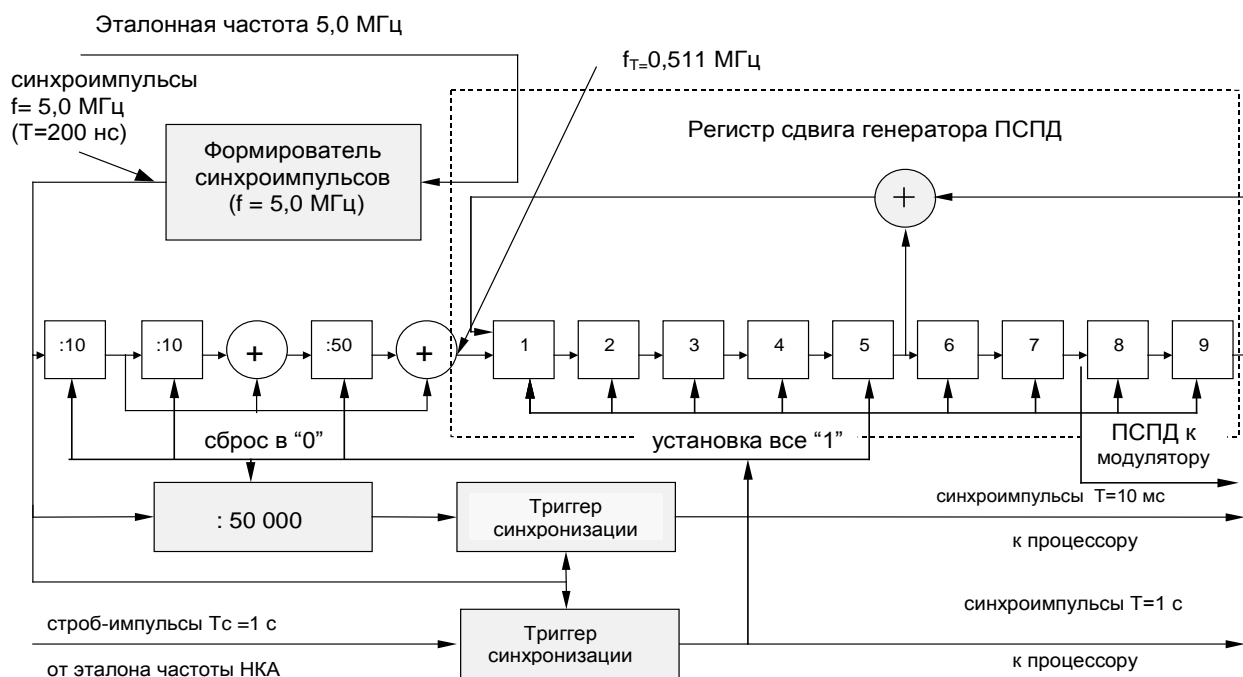 Эталонная частота 5,0 МГц
синхроимпульсы
f= 5,0 МГц
(Т=200 нс)
fТ=0,511 МГц
Регистр сдвига генератора ПСПД
Формирователь
синхроимпульсов
(f = 5,0 МГц)
+
:10
:10
+
:50
+
1
2
3
4
5
6
7
8
9
сброс в “0”
установка все “1”
ПСПД к
модулятору
: 50 000
Триггер
синхронизации
синхроимпульсы Т=10 мс
к процессору
строб-импульсы Тс =1 с
от эталона частоты НКА
Триггер
синхронизации
синхроимпульсы Т=1 с
к процессору